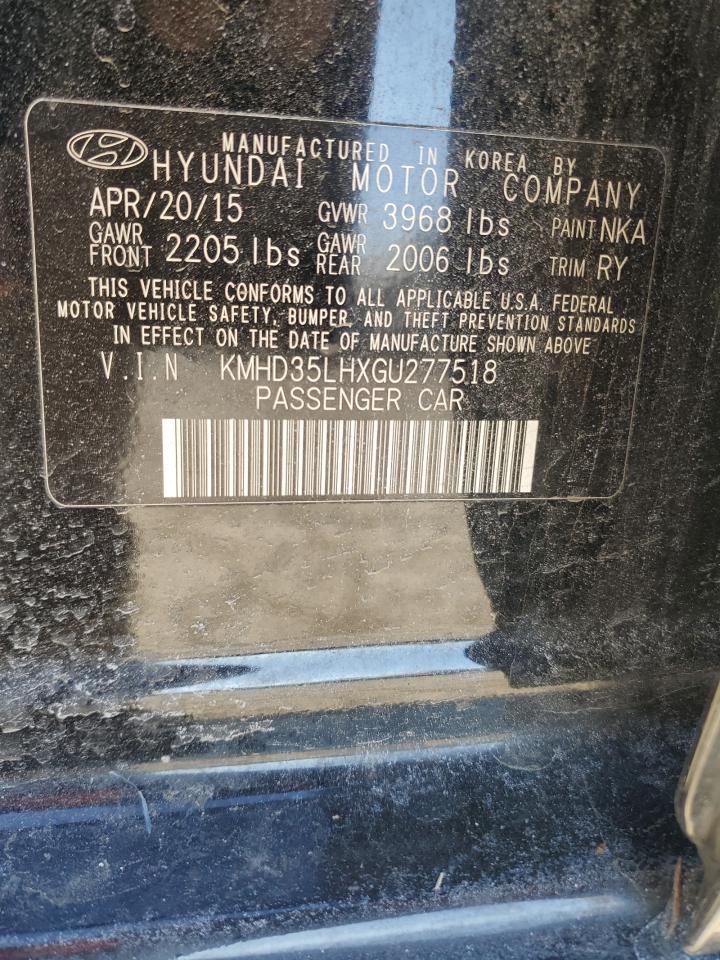 MANUFACTURED IN KOREA BY
HYUNDAI MOTOR COMPANY
APR/20/15 GVWR 3968 lbs PAINT NKA
GAWR FRONT 2205 lbs GAWR REAR 2006 lbs TRIM RY
THIS VEHICLE CONFORMS TO ALL APPLICABLE U.S.A. FEDERAL
MOTOR VEHICLE SAFETY, BUMPER, AND THEFT PREVENTION STANDARDS
IN EFFECT ON THE DATE OF MANUFACTURE SHOWN ABOVE
V.I.N KMHD35LHXGU277518
PASSENGER CAR